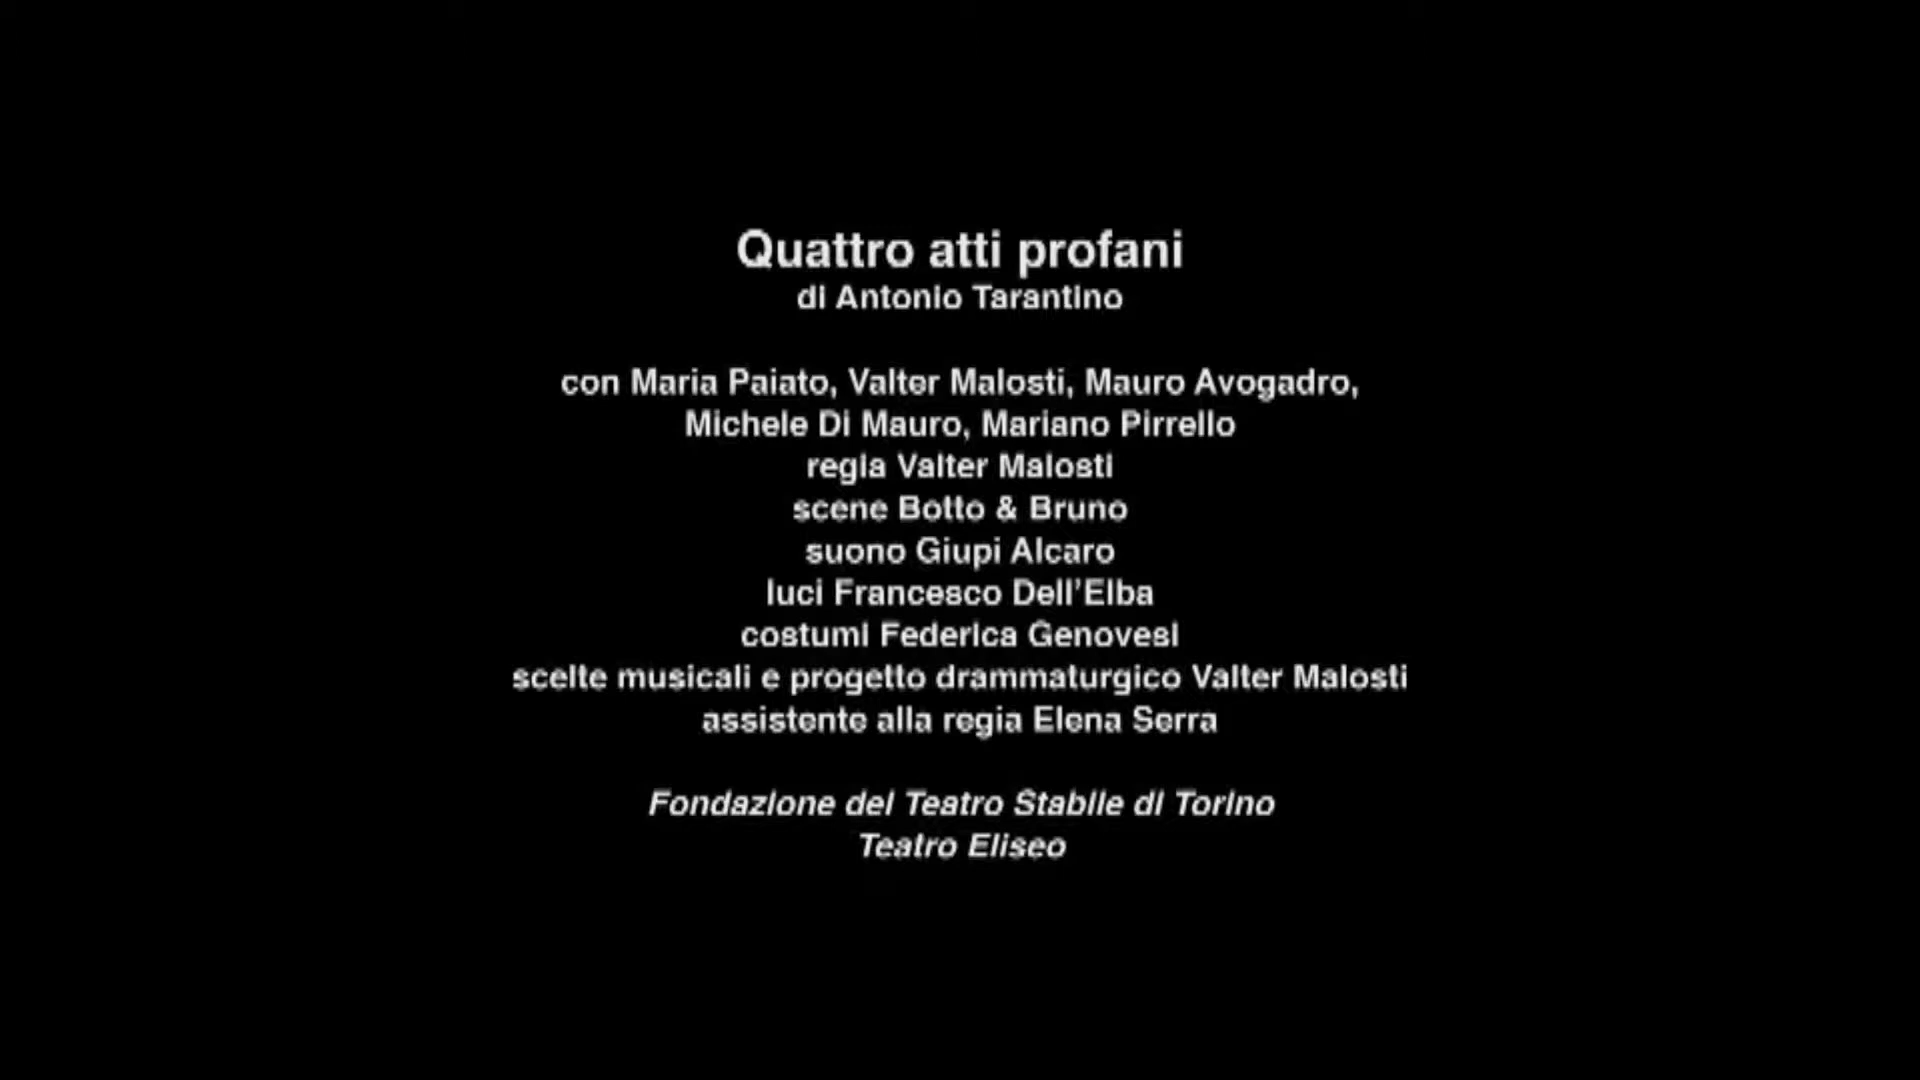 Quattro atti profani
di Antonio Tarantino
con Maria Paiato, Valter Malosti, Mauro Avogadro,
Michele Di Mauro, Mariano Pirrello
regia Valter Malosti
scene Botto & Bruno
suono Giupi Alcaro
luci Francesco Dell'Elba
costumi Federica Genovesi
scelte musicali e progetto drammaturgico Valter Malosti
assistente alla regia Elena Serra
Fondazione del Teatro Stabile di Torino
Teatro Eliseo